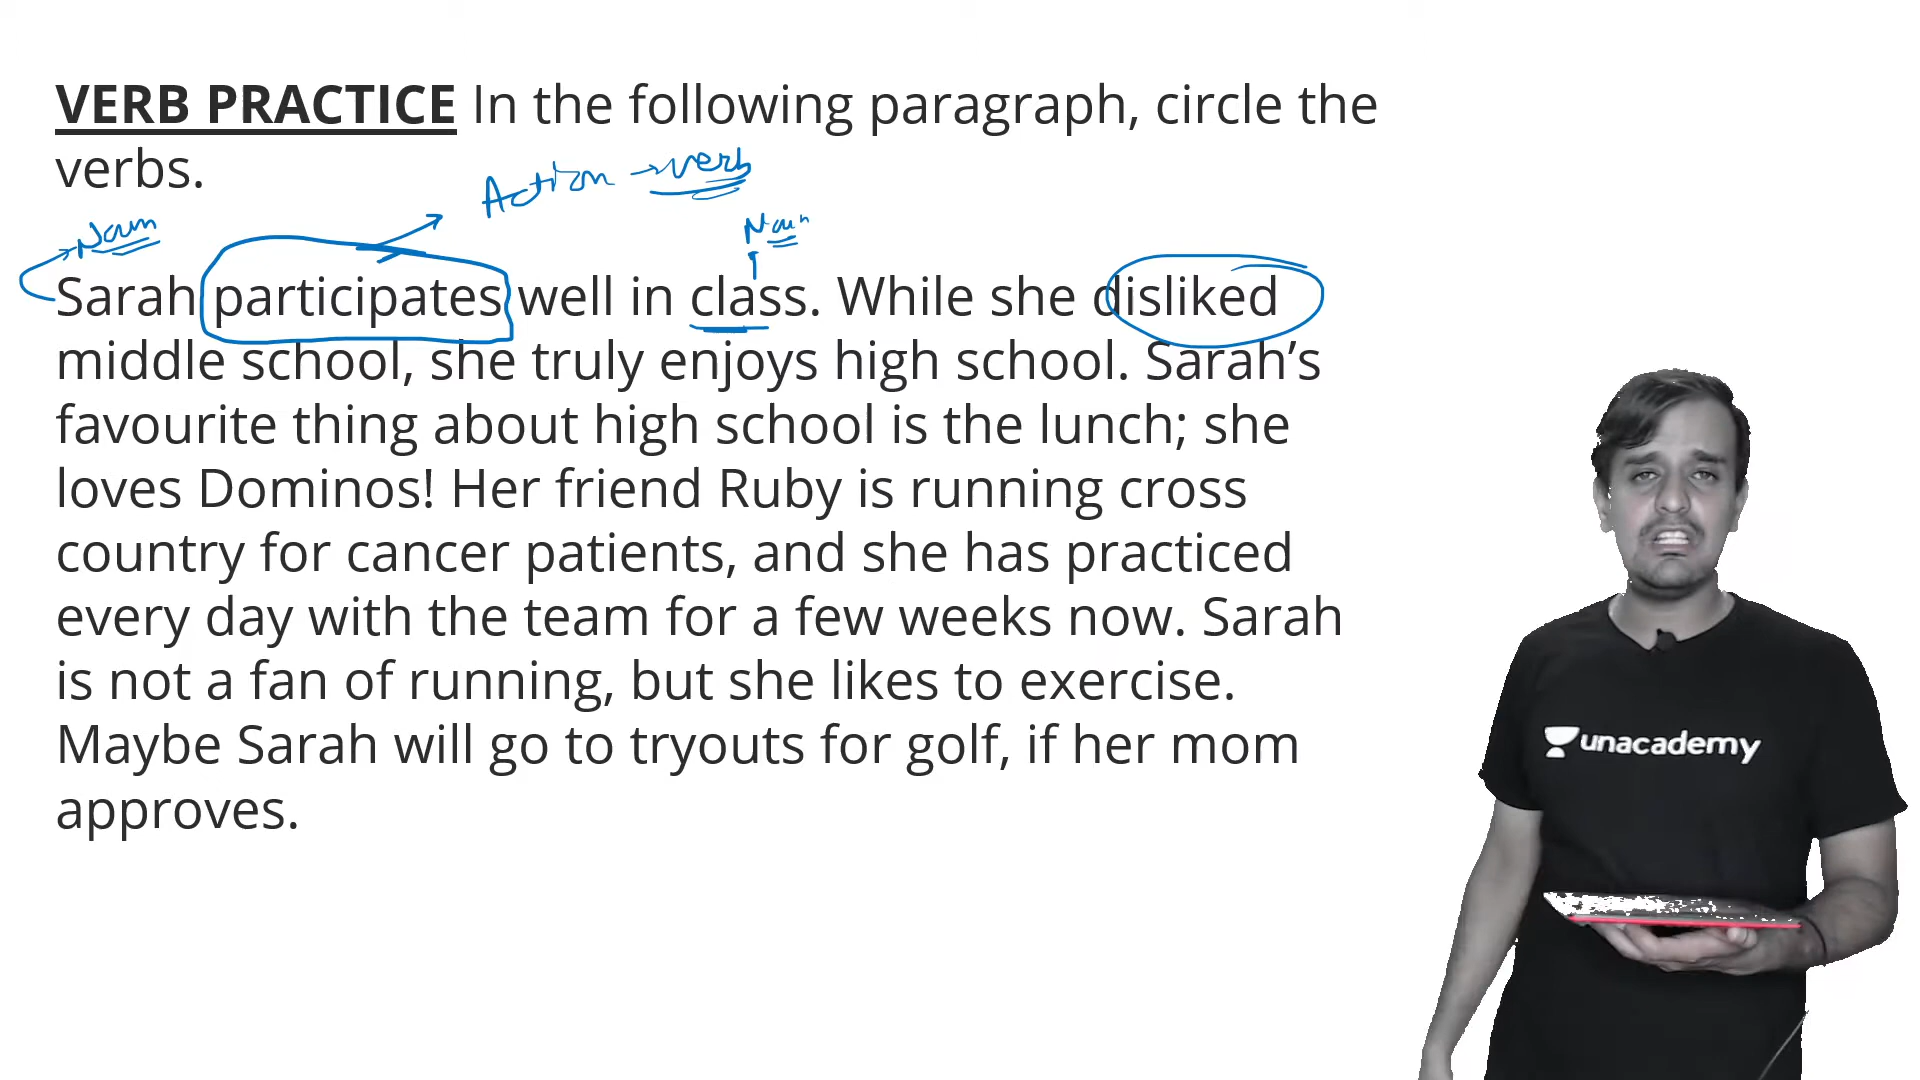 VERB PRACTICE In the following paragraph, circle the
verbs.
Action → verb
Noun
Noun
Sarah participates well in class. While she disliked
middle school, she truly enjoys high school. Sarah’s
favourite thing about high school is the lunch; she
loves Dominos! Her friend Ruby is running cross
country for cancer patients, and she has practiced
every day with the team for a few weeks now. Sarah
is not a fan of running, but she likes to exercise.
Maybe Sarah will go to tryouts for golf, if her mom
approves.
unacademy